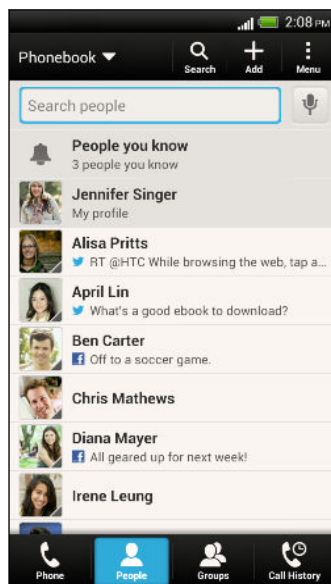 2:08 PM
Phonebook
Search
Add
Menu
Search people
People you know
3 people you know
Jennifer Singer
My profile
Alisa Pritts
RT @HTC While browsing the web, tap a...
April Lin
What's a good ebook to download?
Ben Carter
Off to a soccer game.
Chris Mathews
Diana Mayer
All geared up for next week!
Irene Leung
Phone
People
Groups
Call History